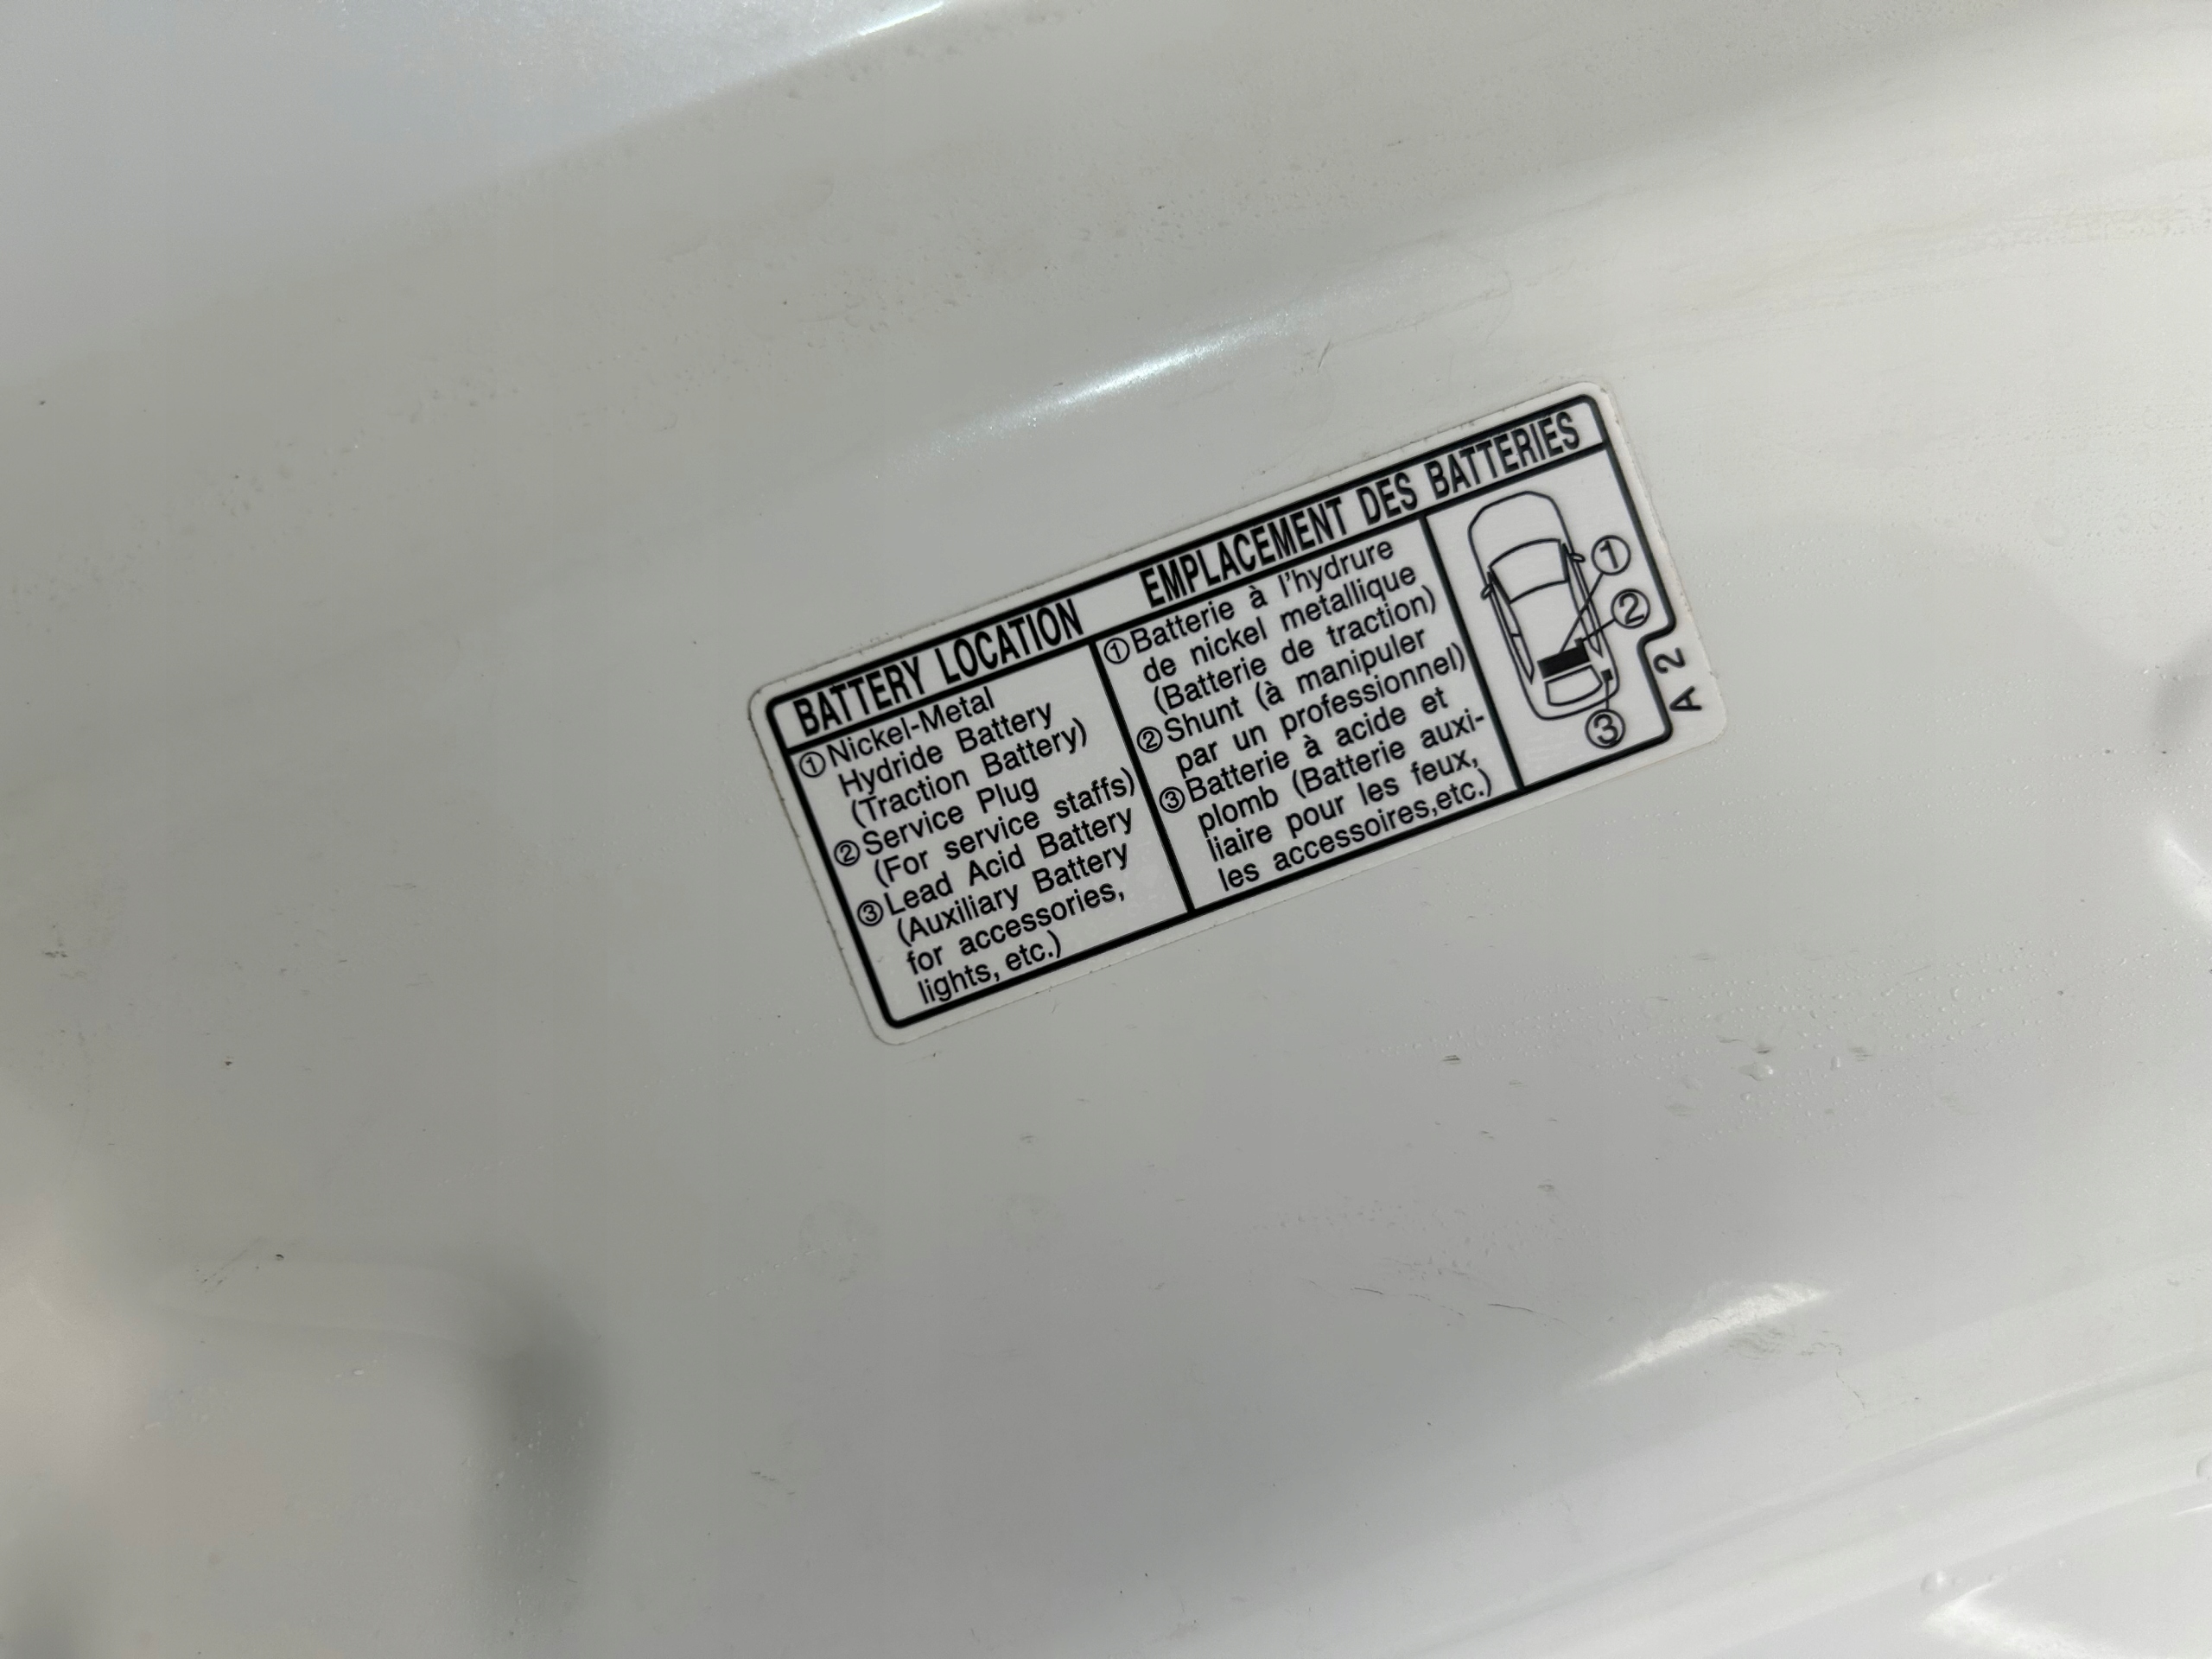 BATTERY LOCATION EMPLACEMENT DES BATTERIES
①Nickel-Metal
Hydride Battery
(Traction Battery)
②Service Plug
(For service staffs)
③Lead Acid Battery
(Auxiliary Battery
for accessories,
lights, etc.)
①Batterie à l'hydrure
de nickel metallique
(Batterie de traction)
②Shunt (à manipuler
par un professionnel)
③Batterie à acide et
plomb (Batterie auxi-
liaire pour les feux,
les accessoires,etc.)
①
②
③
A 2